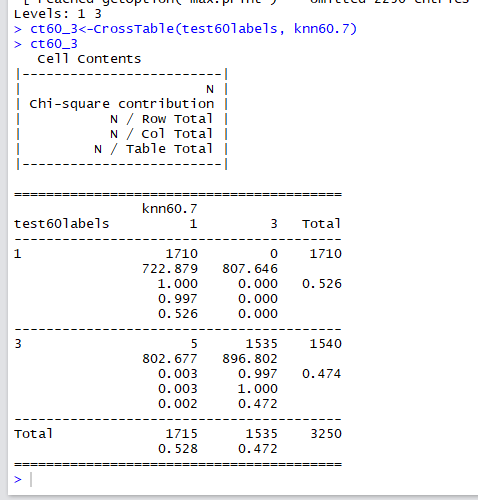 [ reached getOption("max.print") -- omitted 2250 entries
Levels: 1 3
> ct60_3<-CrossTable(test60labels, knn60.7)
> ct60_3
   Cell Contents
|-------------------------|
|                       N |
| Chi-square contribution |
|           N / Row Total |
|           N / Col Total |
|         N / Table Total |
|-------------------------|
=========================================
                knn60.7
test60labels          1         3   Total
-----------------------------------------
1                  1710         0    1710
                722.879   807.646
                  1.000     0.000   0.526
                  0.997     0.000
                  0.526     0.000
-----------------------------------------
3                     5      1535    1540
                802.677   896.802
                  0.003     0.997   0.474
                  0.003     1.000
                  0.002     0.472
-----------------------------------------
Total              1715      1535    3250
                  0.528     0.472
=========================================
>